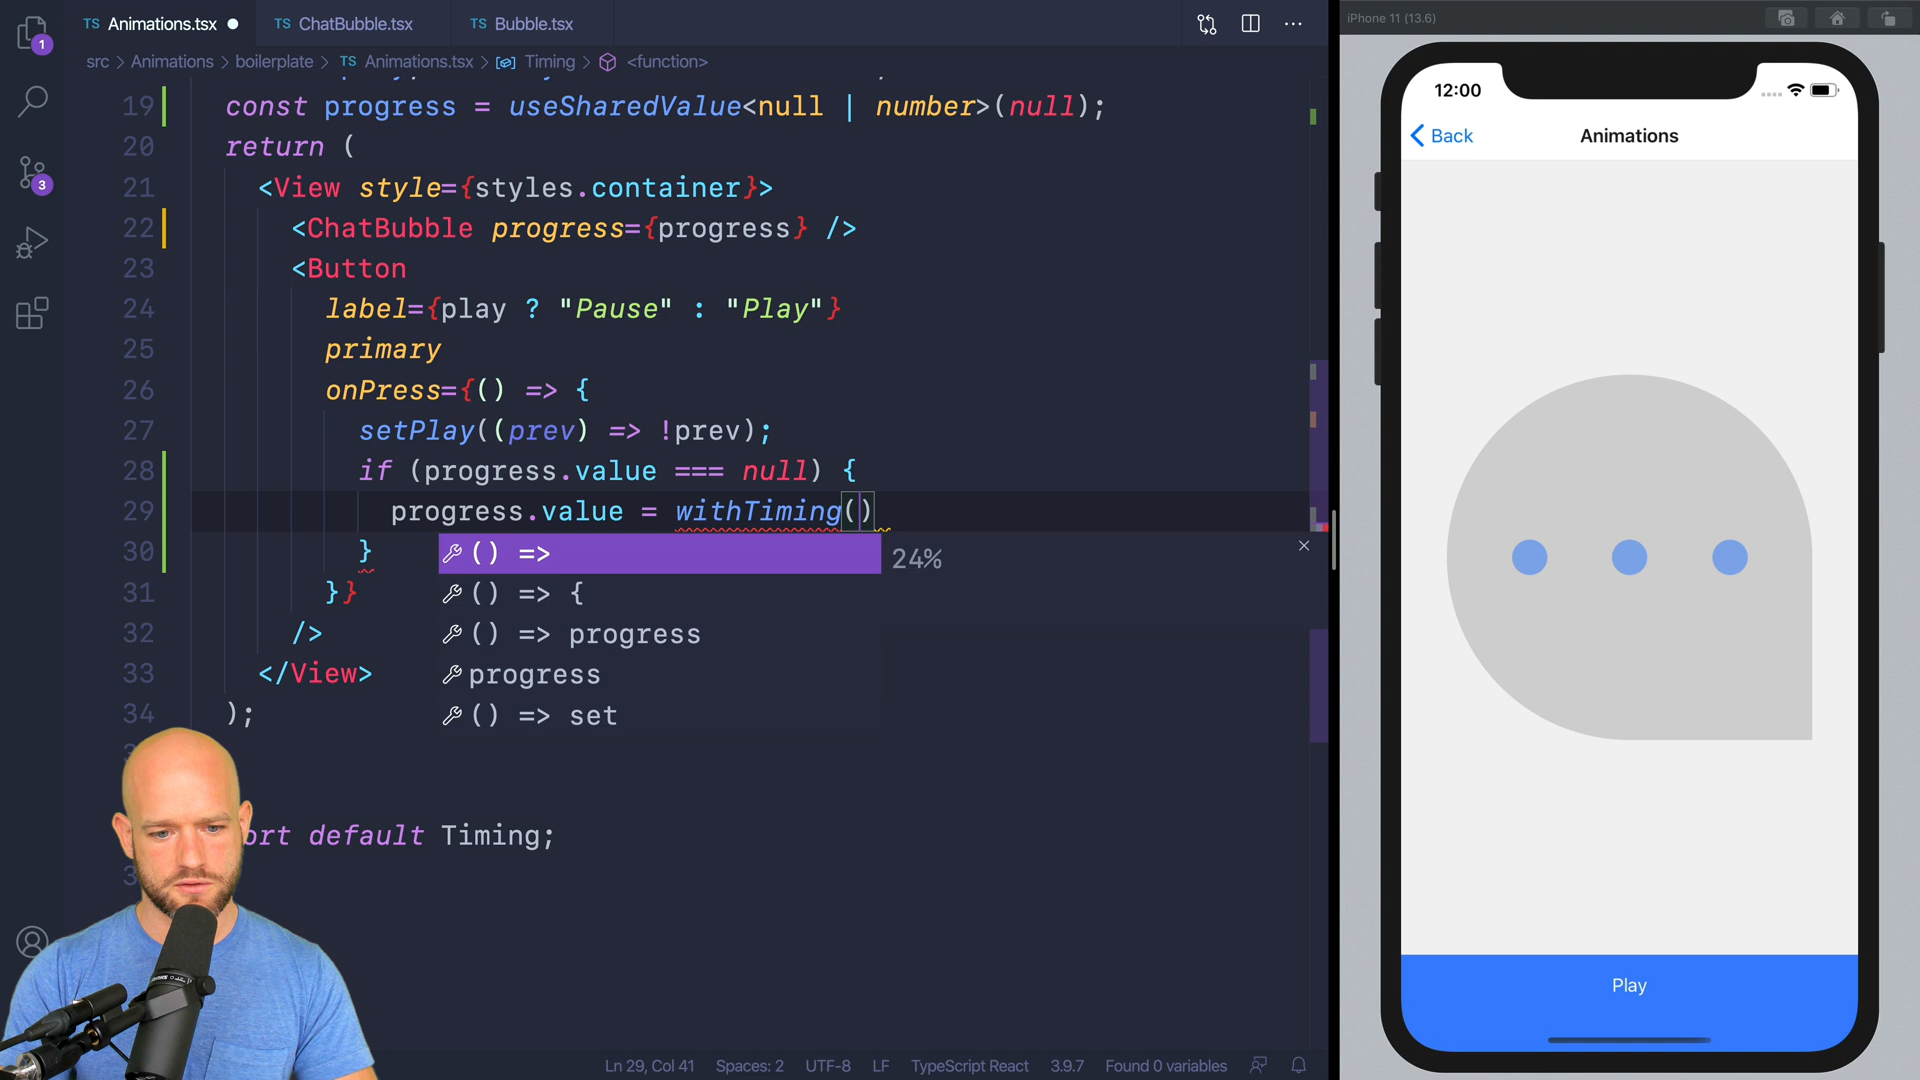 TS Animations.tsx
TS ChatBubble.tsx
TS Bubble.tsx
src > Animations > boilerplate > TS Animations.tsx > Timing > <function>
19 const progress = useSharedValue<null | number>(null);
20 return (
21 <View style={styles.container}>
22 <ChatBubble progress={progress} />
23 <Button
24 label={play ? "Pause" : "Play"}
25 primary
26 onPress={() => {
27 setPlay((prev) => !prev);
28 if (progress.value === null) {
29 progress.value = withTiming()
30 }
31 }}
32 />
33 </View>
34 );
() =>
24%
() => {
() => progress
progress
() => set
ort default Timing;
1
3
Ln 29, Col 41 Spaces: 2 UTF-8 LF TypeScript React 3.9.7 Found 0 variables
iPhone 11 (13.6)
12:00
Back
Animations
Play